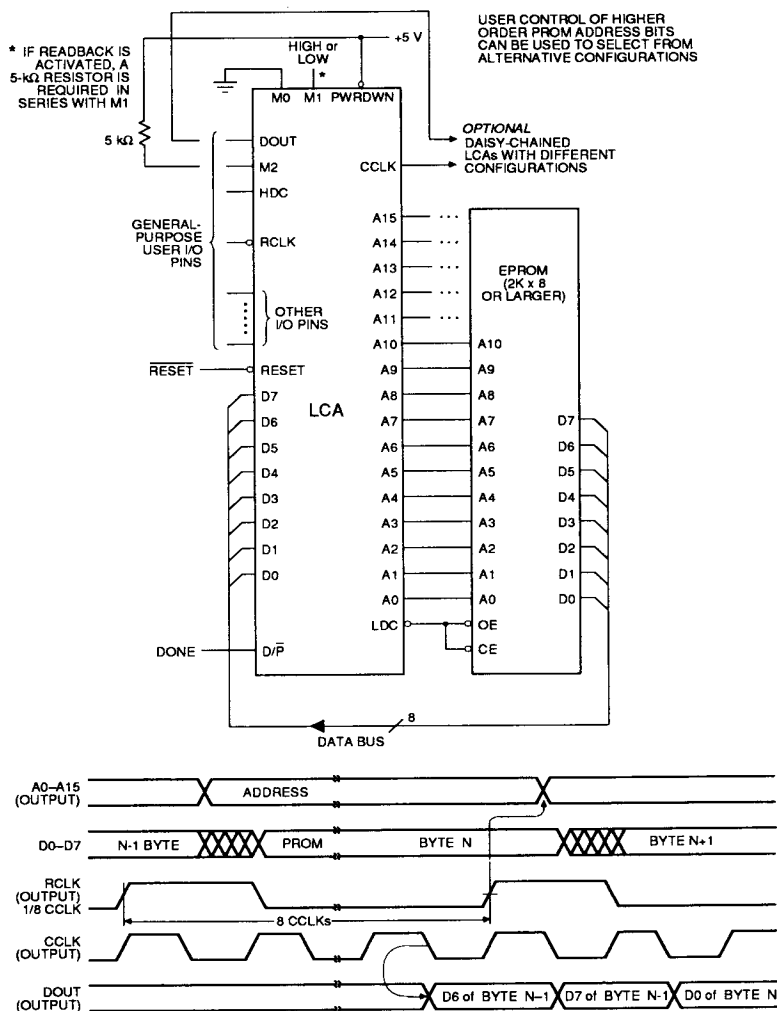 * IF READBACK IS
ACTIVATED, A
5-kΩ RESISTOR IS
REQUIRED IN
SERIES WITH M1
HIGH or
LOW
*
+5 V
USER CONTROL OF HIGHER
ORDER PROM ADDRESS BITS
CAN BE USED TO SELECT FROM
ALTERNATIVE CONFIGURATIONS
M0 M1 PWRDWN
5 kΩ
OPTIONAL
DAISY-CHAINED
LCAs WITH DIFFERENT
CONFIGURATIONS
DOUT
M2
HDC
RCLK
GENERAL-
PURPOSE
USER I/O
PINS
OTHER
I/O PINS
RESET
RESET
D7
D6
D5
D4
D3
D2
D1
D0
DONE
D/P
LCA
CCLK
A15
A14
A13
A12
A11
A10
A9
A8
A7
A6
A5
A4
A3
A2
A1
A0
LDC
EPROM
(2K x 8
OR LARGER)
A10
A9
A8
A7
A6
A5
A4
A3
A2
A1
A0
OE
CE
D7
D6
D5
D4
D3
D2
D1
D0
8
DATA BUS
A0–A15
(OUTPUT)
ADDRESS
D0–D7
N-1 BYTE
PROM
BYTE N
BYTE N+1
RCLK
(OUTPUT)
1/8 CCLK
8 CCLKs
CCLK
(OUTPUT)
DOUT
(OUTPUT)
D6 of BYTE N–1
D7 of BYTE N-1
D0 of BYTE N